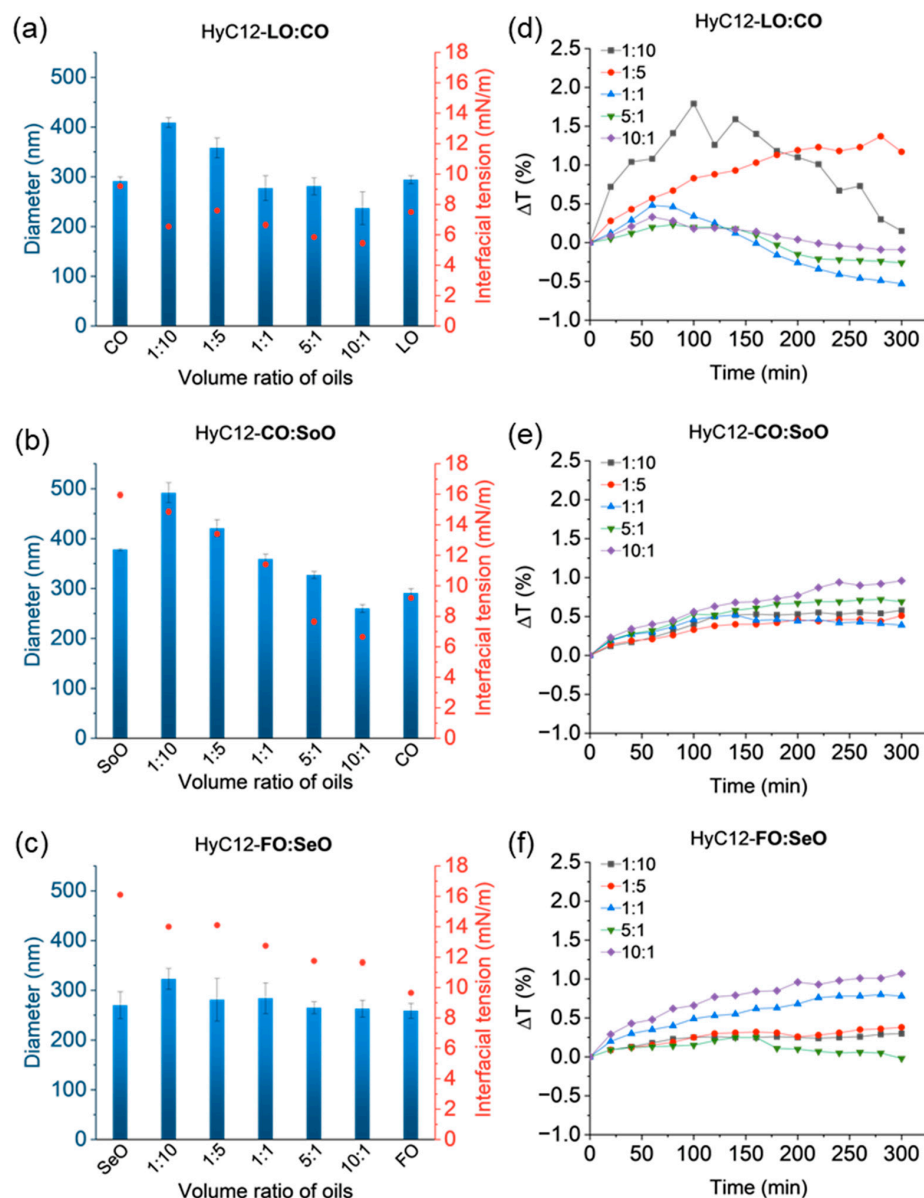 (a)
HyC12-LO:CO
Diameter (nm)
500
400
300
200
100
0
18
16
14
12
10
8
6
4
2
0
Interfacial tension (mN/m)
CO
1:10
1:5
1:1
5:1
10:1
LO
Volume ratio of oils
(d)
HyC12-LO:CO
ΔT (%)
2.5
2.0
1.5
1.0
0.5
0.0
−0.5
−1.0
1:10
1:5
1:1
5:1
10:1
0 50 100 150 200 250 300
Time (min)
(b)
HyC12-CO:SoO
Diameter (nm)
500
400
300
200
100
0
18
16
14
12
10
8
6
4
2
0
Interfacial tension (mN/m)
SoO
1:10
1:5
1:1
5:1
10:1
CO
Volume ratio of oils
(e)
HyC12-CO:SoO
ΔT (%)
2.5
2.0
1.5
1.0
0.5
0.0
−0.5
−1.0
1:10
1:5
1:1
5:1
10:1
0 50 100 150 200 250 300
Time (min)
(c)
HyC12-FO:SeO
Diameter (nm)
500
400
300
200
100
0
18
16
14
12
10
8
6
4
2
0
Interfacial tension (mN/m)
SeO
1:10
1:5
1:1
5:1
10:1
FO
Volume ratio of oils
(f)
HyC12-FO:SeO
ΔT (%)
2.5
2.0
1.5
1.0
0.5
0.0
−0.5
−1.0
1:10
1:5
1:1
5:1
10:1
0 50 100 150 200 250 300
Time (min)